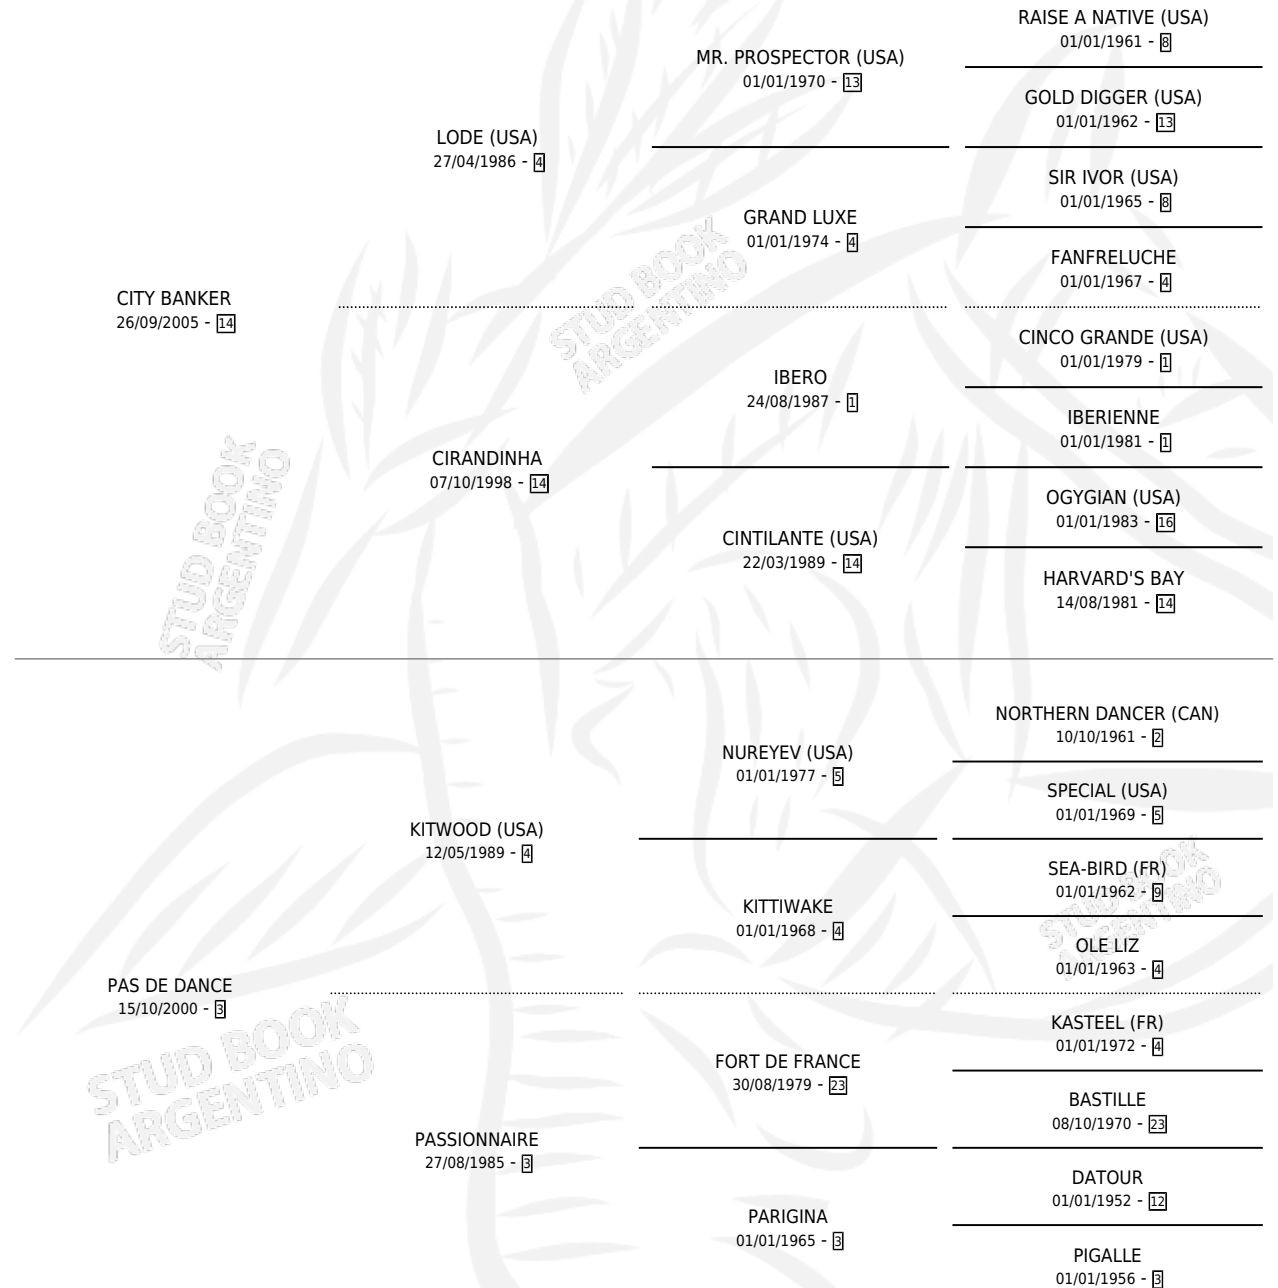 RAISE A NATIVE (USA)
01/01/1961 - 8
MR. PROSPECTOR (USA)
01/01/1970 - 13
GOLD DIGGER (USA)
01/01/1962 - 13
LODE (USA)
27/04/1986 - 4
SIR IVOR (USA)
01/01/1965 - 8
GRAND LUXE
01/01/1974 - 4
FANFRELUCHE
01/01/1967 - 4
CITY BANKER
26/09/2005 - 14
CINCO GRANDE (USA)
01/01/1979 - 1
IBERO
24/08/1987 - 1
IBERIENNE
01/01/1981 - 1
CIRANDINHA
07/10/1998 - 14
OGYGIAN (USA)
01/01/1983 - 16
CINTILANTE (USA)
22/03/1989 - 14
HARVARD'S BAY
14/08/1981 - 14
NORTHERN DANCER (CAN)
10/10/1961 - 2
NUREYEV (USA)
01/01/1977 - 5
SPECIAL (USA)
01/01/1969 - 5
KITWOOD (USA)
12/05/1989 - 4
SEA-BIRD (FR)
01/01/1962 - 9
KITTIWAKE
01/01/1968 - 4
OLE LIZ
01/01/1963 - 4
PAS DE DANCE
15/10/2000 - 3
KASTEEL (FR)
01/01/1972 - 4
FORT DE FRANCE
30/08/1979 - 23
BASTILLE
08/10/1970 - 23
PASSIONNAIRE
27/08/1985 - 3
DATOUR
01/01/1952 - 12
PARIGINA
01/01/1965 - 3
PIGALLE
01/01/1956 - 3
STUD BOOK
ARGENTINO
STUD BOOK
ARGENTINO
STUD BOOK
ARGENTINO
STUD BOOK
ARGENTINO